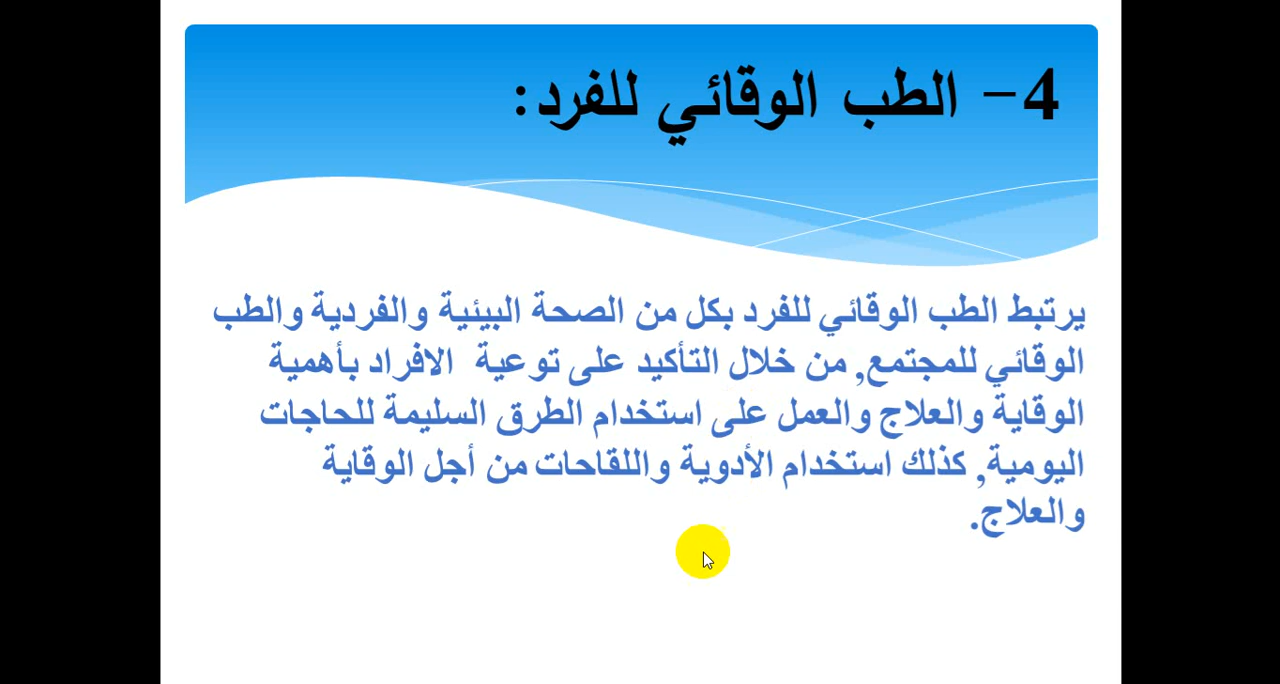 4- الطب الوقائي للفرد:
يرتبط الطب الوقائي للفرد بكل من الصحة البيئية والفردية والطب
الوقائي للمجتمع, من خلال التأكيد على توعية الافراد بأهمية
الوقاية والعلاج والعمل على استخدام الطرق السليمة للحاجات
اليومية, كذلك استخدام الأدوية واللقاحات من أجل الوقاية
والعلاج.